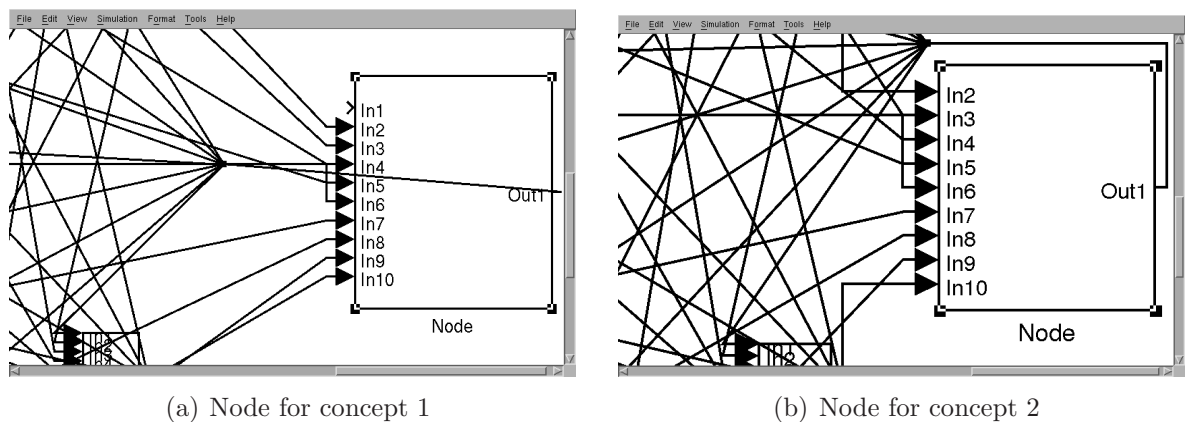 File Edit View Simulation Format Tools Help
In1
In2
In3
In4
In5
In6
In7
In8
In9
In10
Out1
Node
(a) Node for concept 1
File Edit View Simulation Format Tools Help
In2
In3
In4
In5
In6
In7
In8
In9
In10
Out1
Node
(b) Node for concept 2